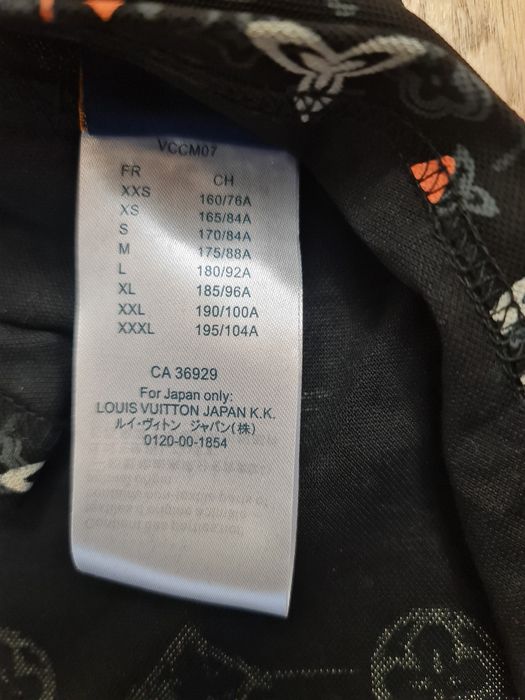 VCCM07
FR CH
XXS 160/76A
XS 165/84A
S 170/84A
M 175/88A
L 180/92A
XL 185/96A
XXL 190/100A
XXXL 195/104A
CA 36929
For Japan only:
LOUIS VUITTON JAPAN K.K.
ルイ・ヴィトン ジャパン(株)
0120-00-1854